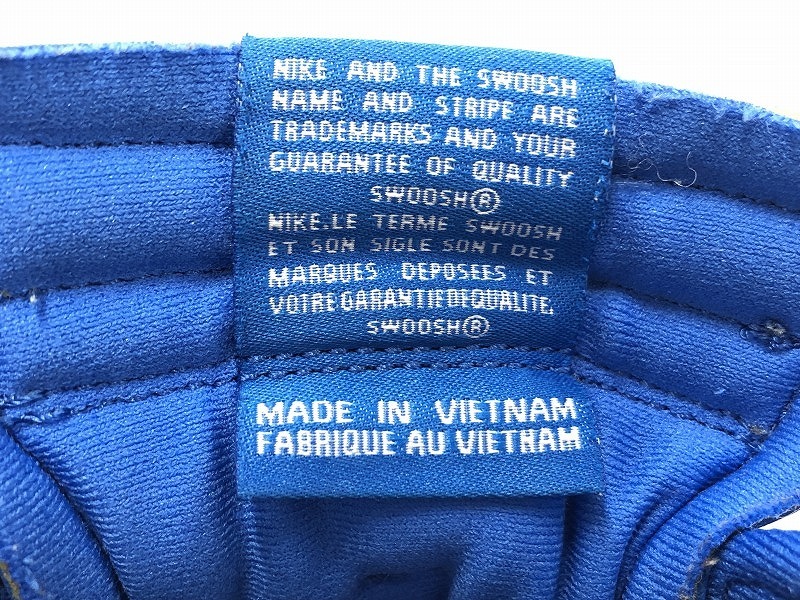 NIKE AND THE SWOOSH
NAME AND STRIPE ARE
TRADEMARKS AND YOUR
GUARANTEE OF QUALITY
SWOOSH®
NIKE.LE TERME SWOOSH
ET SON SIGLE SONT DES
MARQUES DEPOSEES ET
VOTRE GARANTIE DE QUALITE.
SWOOSH®
MADE IN VIETNAM
FABRIQUE AU VIETNAM